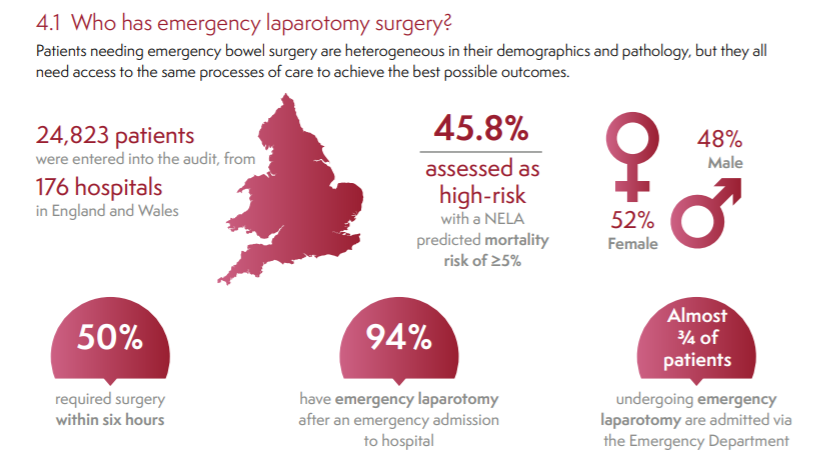 4.1 Who has emergency laparotomy surgery?
Patients needing emergency bowel surgery are heterogeneous in their demographics and pathology, but they all
need access to the same processes of care to achieve the best possible outcomes.
24,823 patients
were entered into the audit, from
176 hospitals
in England and Wales
45.8%
assessed as
high-risk
with a NELA
predicted mortality
risk of ≥5%
48%
Male
52%
Female
50%
required surgery
within six hours
94%
have emergency laparotomy
after an emergency admission
to hospital
Almost
¾ of
patients
undergoing emergency
laparotomy are admitted via
the Emergency Department